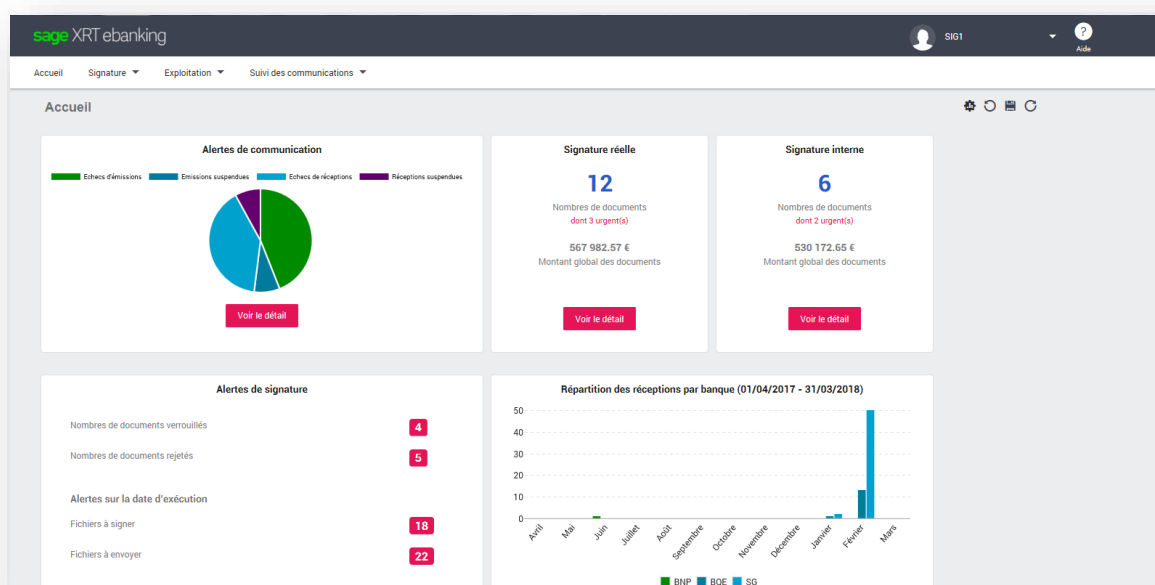 sage XRT ebanking
SIG1
?
Aide
Accueil
Signature
Exploitation
Suivi des communications
Accueil
Alertes de communication
Echecs d'émissions
Emissions suspendues
Echecs de réceptions
Réceptions suspendues
Voir le détail
Signature réelle
12
Nombres de documents
dont 3 urgent(s)
567 982.57 €
Montant global des documents
Voir le détail
Signature interne
6
Nombres de documents
dont 2 urgent(s)
530 172.65 €
Montant global des documents
Voir le détail
Alertes de signature
Nombres de documents verrouillés
4
Nombres de documents rejetés
5
Alertes sur la date d'exécution
Fichiers à signer
18
Fichiers à envoyer
22
Répartition des réceptions par banque (01/04/2017 - 31/03/2018)
50
40
30
20
10
0
Avril
Mai
Juin
Juillet
Août
Septembre
Octobre
Novembre
Décembre
Janvier
Février
Mars
BNP
BQE
SG